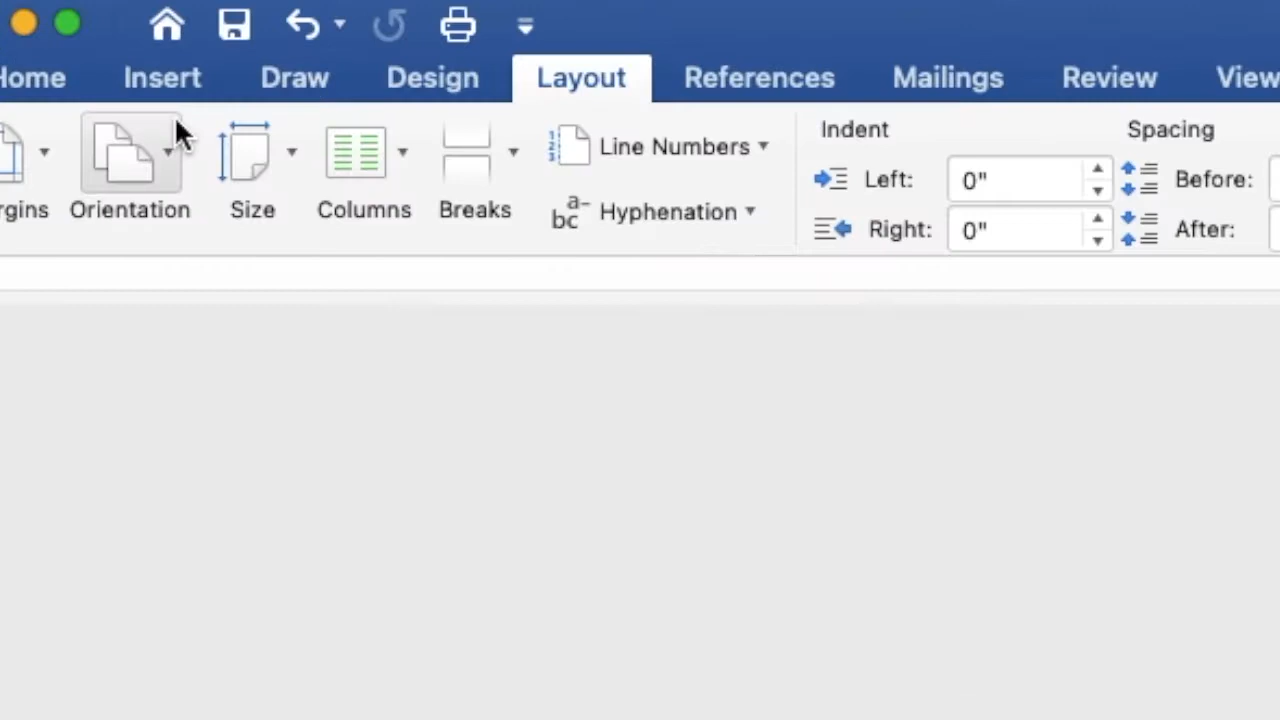 Home Insert Draw Design Layout References Mailings Review View
rgins Orientation Size Columns Breaks
Line Numbers
Hyphenation
Indent
Left: 0"
Right: 0"
Spacing
Before:
After: